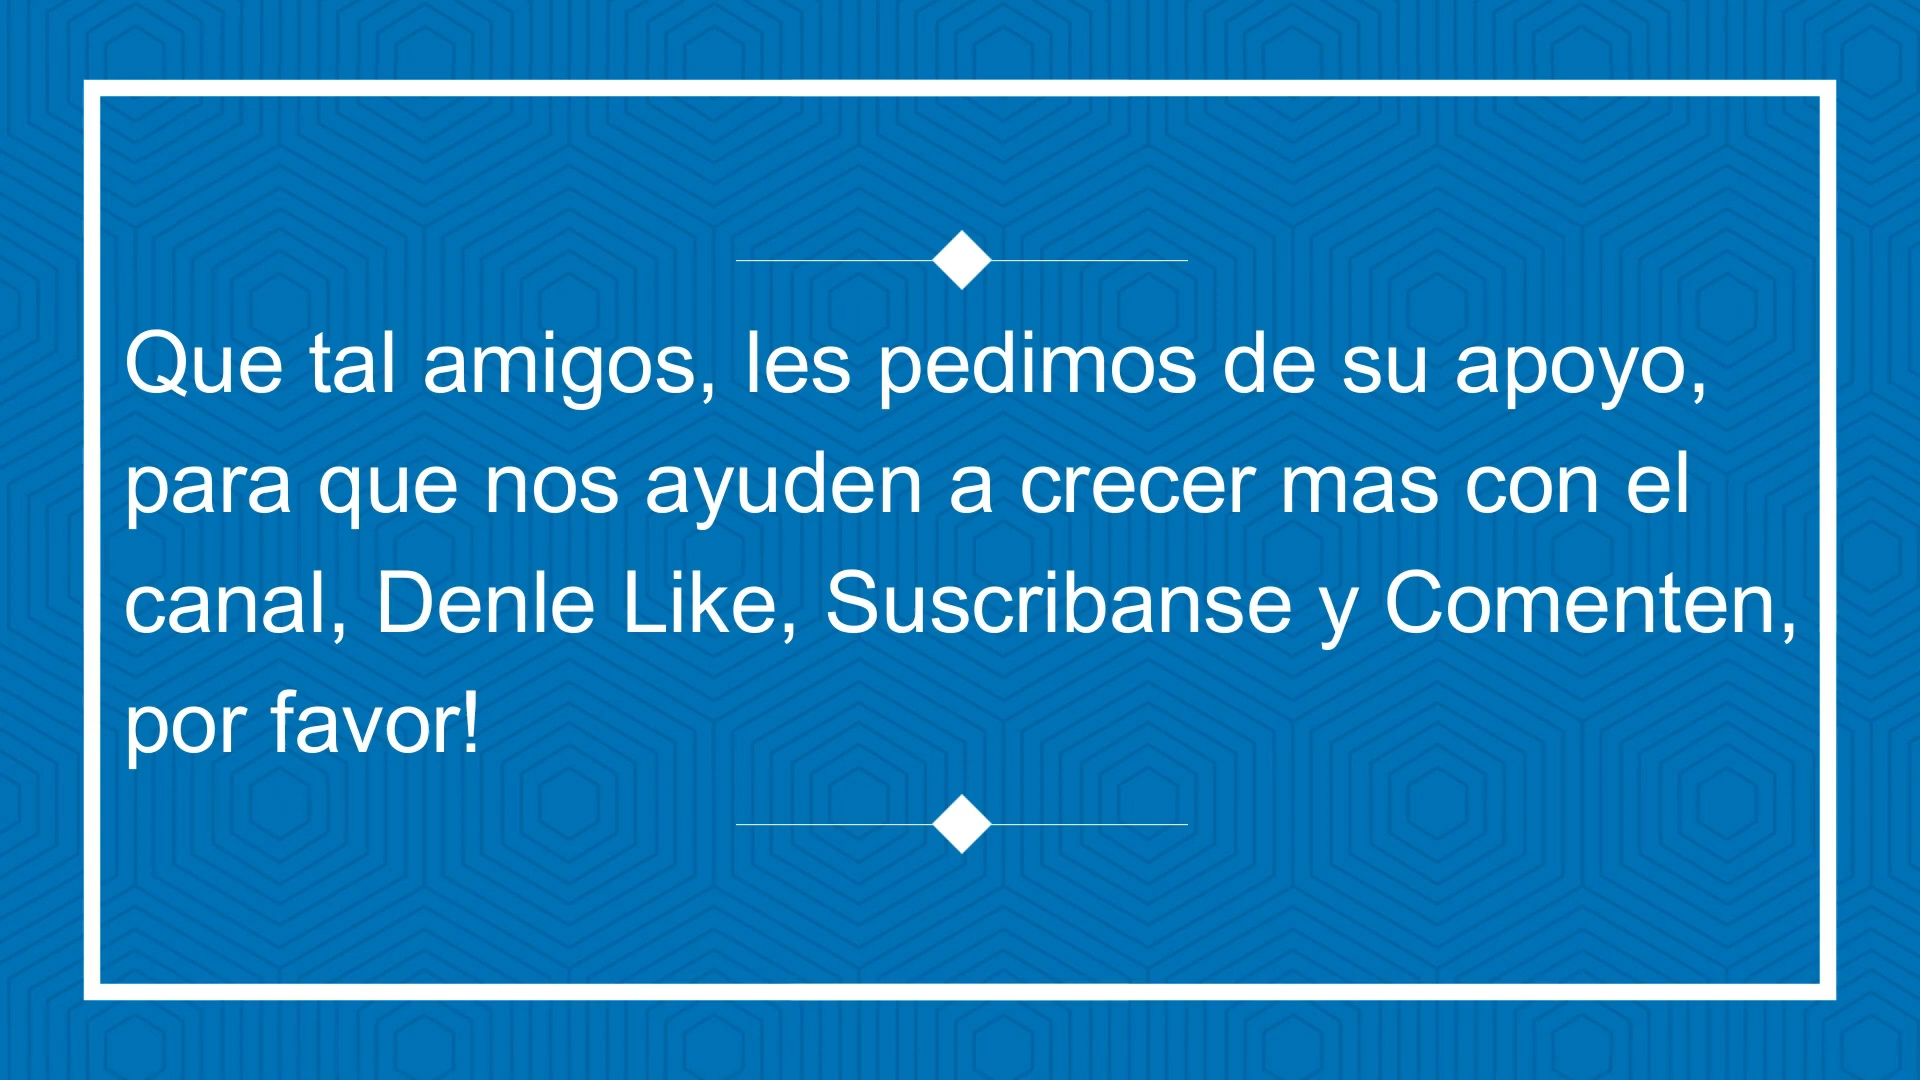 Que tal amigos, les pedimos de su apoyo,
para que nos ayuden a crecer mas con el
canal, Denle Like, Suscribanse y Comenten,
por favor!